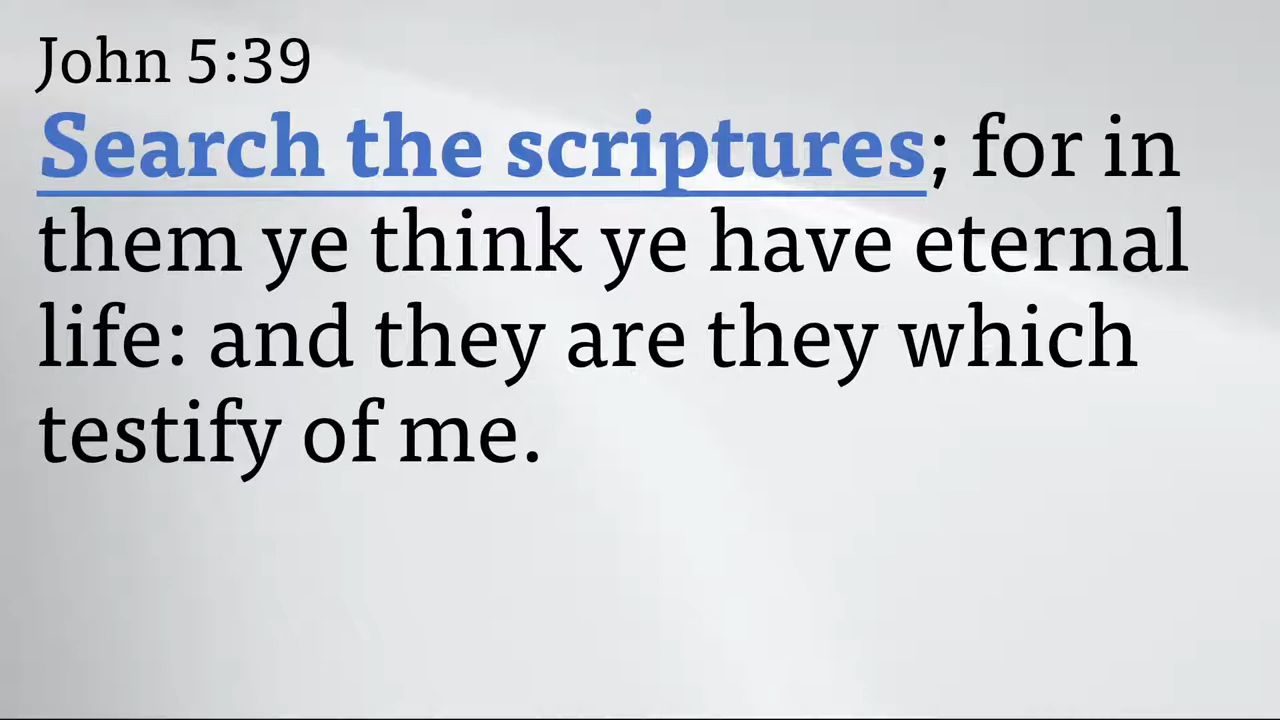 John 5:39
Search the scriptures; for in
them ye think ye have eternal
life: and they are they which
testify of me.